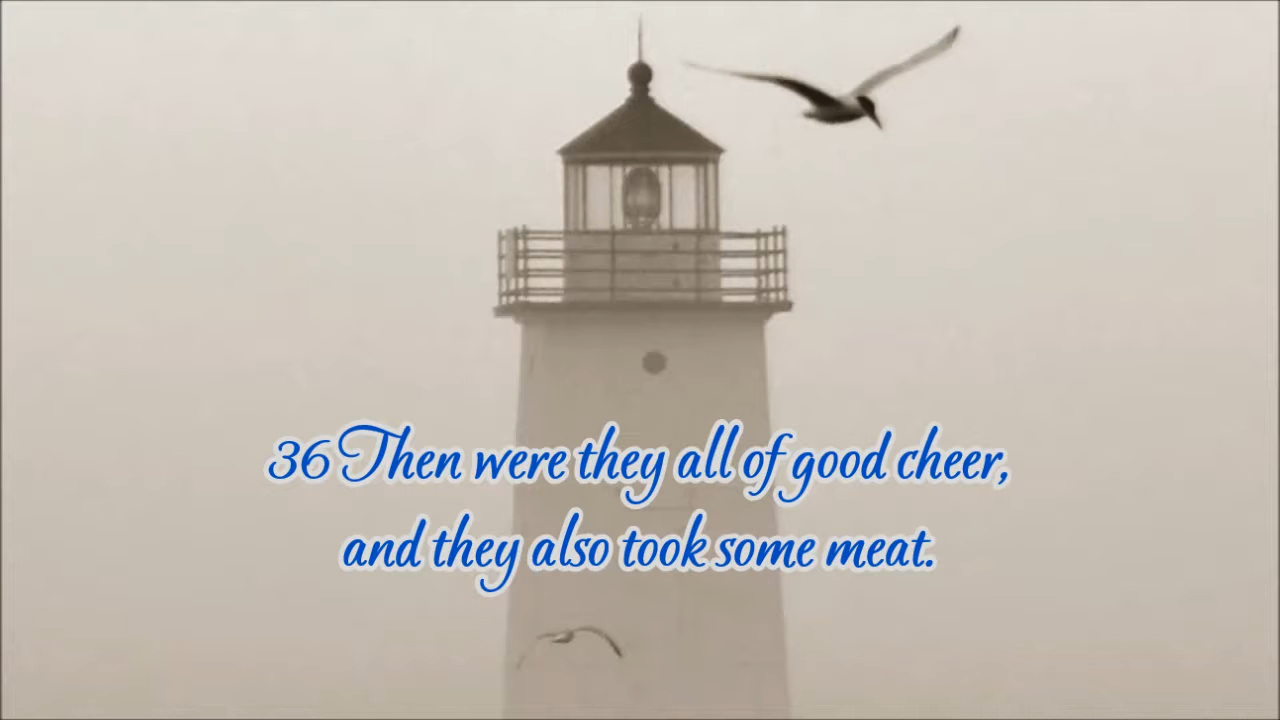 36 Then were they all of good cheer,
and they also took some meat.